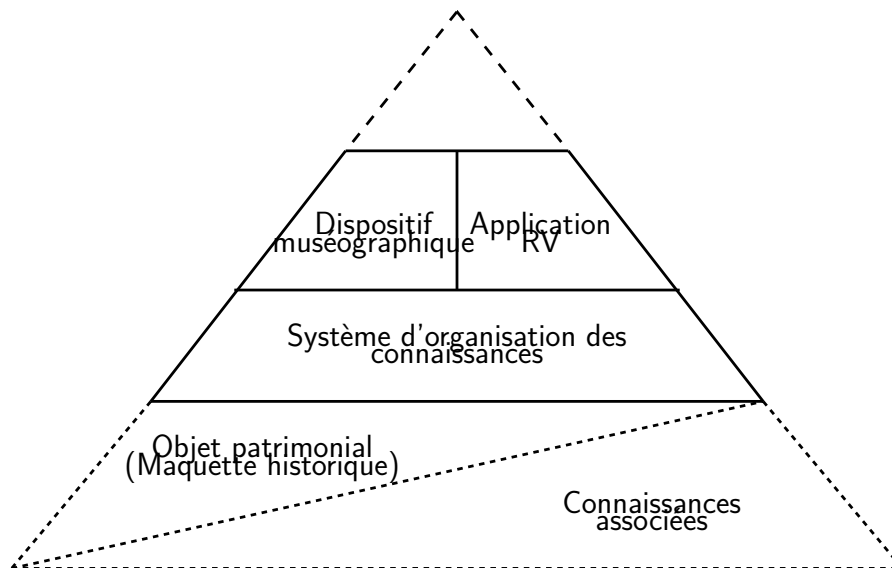 Dispositif
muséographique
Application
RV
Système d'organisation des
connaissances
Objet patrimonial
(Maquette historique)
Connaissances
associées